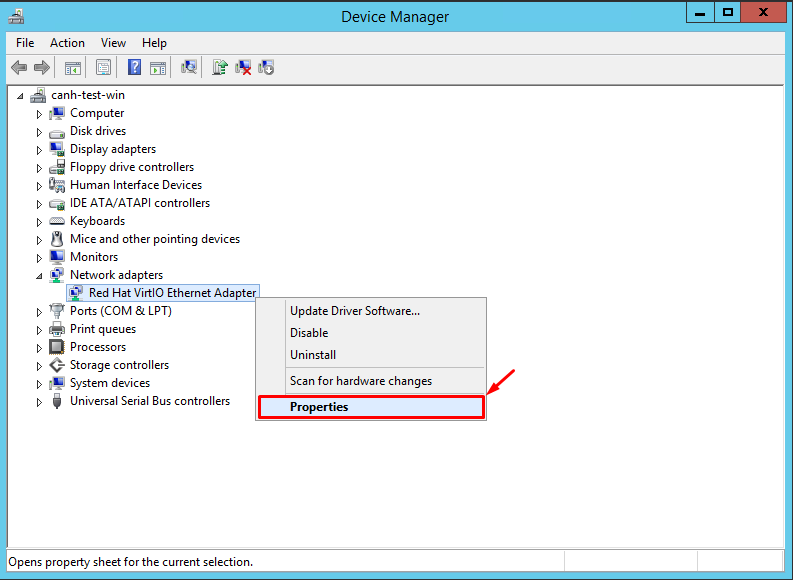 Device Manager
File Action View Help
canh-test-win
Computer
Disk drives
Display adapters
Floppy drive controllers
Human Interface Devices
IDE ATA/ATAPI controllers
Keyboards
Mice and other pointing devices
Monitors
Network adapters
Red Hat VirtIO Ethernet Adapter
Ports (COM & LPT)
Print queues
Processors
Storage controllers
System devices
Universal Serial Bus controllers
Update Driver Software...
Disable
Uninstall
Scan for hardware changes
Properties
Opens property sheet for the current selection.